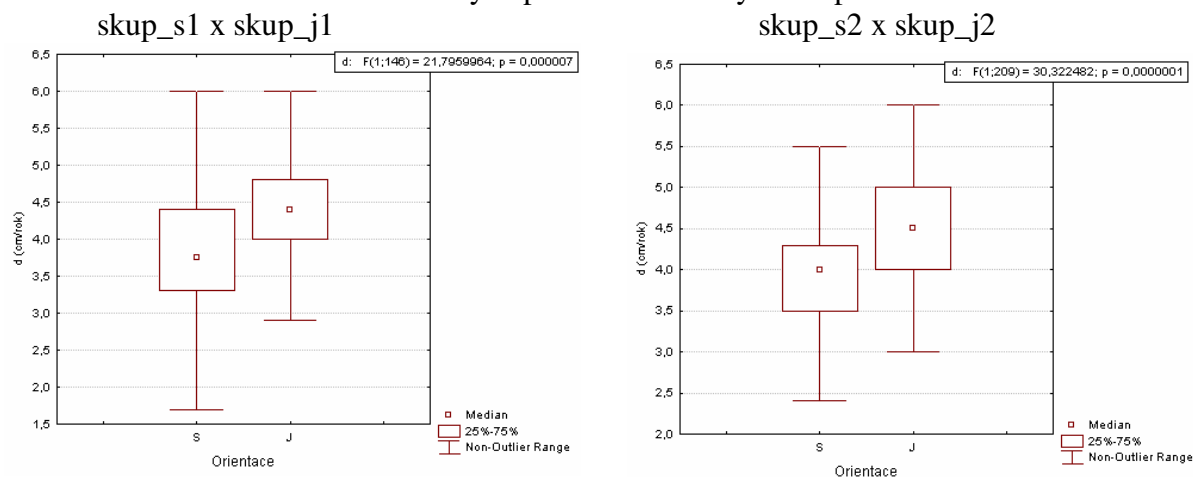 skup_s1 x skup_j1
d: F(1;146) = 21,7959964; p = 0,000007
6,5
6,0
5,5
5,0
4,5
4,0
3,5
3,0
2,5
2,0
1,5
d (cm/rok)
S
J
Orientace
Median
25%-75%
Non-Outlier Range
skup_s2 x skup_j2
d: F(1;209) = 30,322482; p = 0,0000001
6,5
6,0
5,5
5,0
4,5
4,0
3,5
3,0
2,5
2,0
d (cm/rok)
S
J
Orientace
Median
25%-75%
Non-Outlier Range